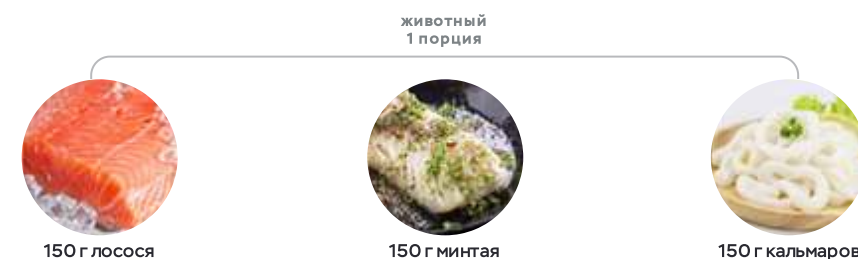 животный
1 порция
150 г лосося
150 г минтая
150 г кальмаров